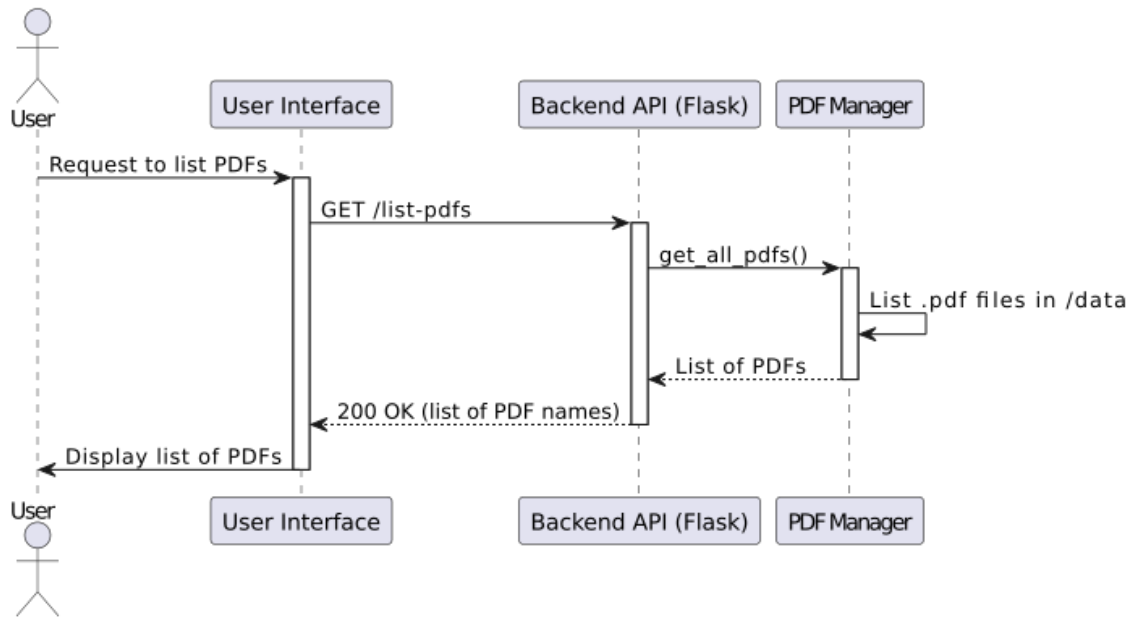 User
User Interface
Backend API (Flask)
PDF Manager
Request to list PDFs
GET /list-pdfs
get_all_pdfs()
List .pdf files in /data
List of PDFs
200 OK (list of PDF names)
Display list of PDFs
User
User Interface
Backend API (Flask)
PDF Manager